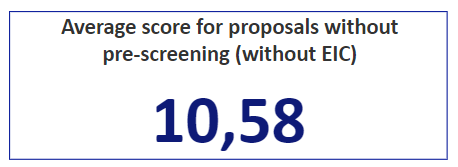 Average score for proposals without
pre-screening (without EIC)
10,58